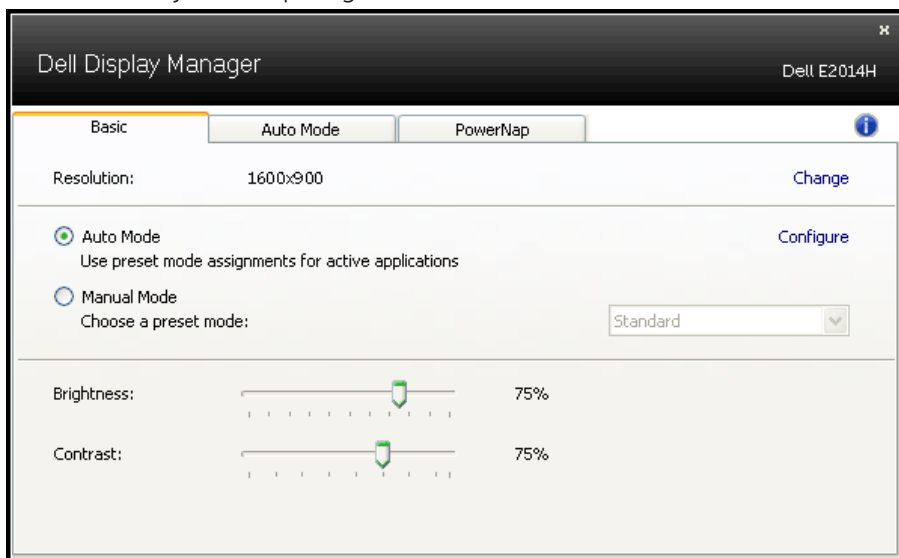 Dell Display Manager
Dell E2014H
Basic
Auto Mode
PowerNap
Resolution:
1600x900
Change
Auto Mode
Configure
Use preset mode assignments for active applications
Manual Mode
Choose a preset mode:
Standard
Brightness:
75%
Contrast:
75%